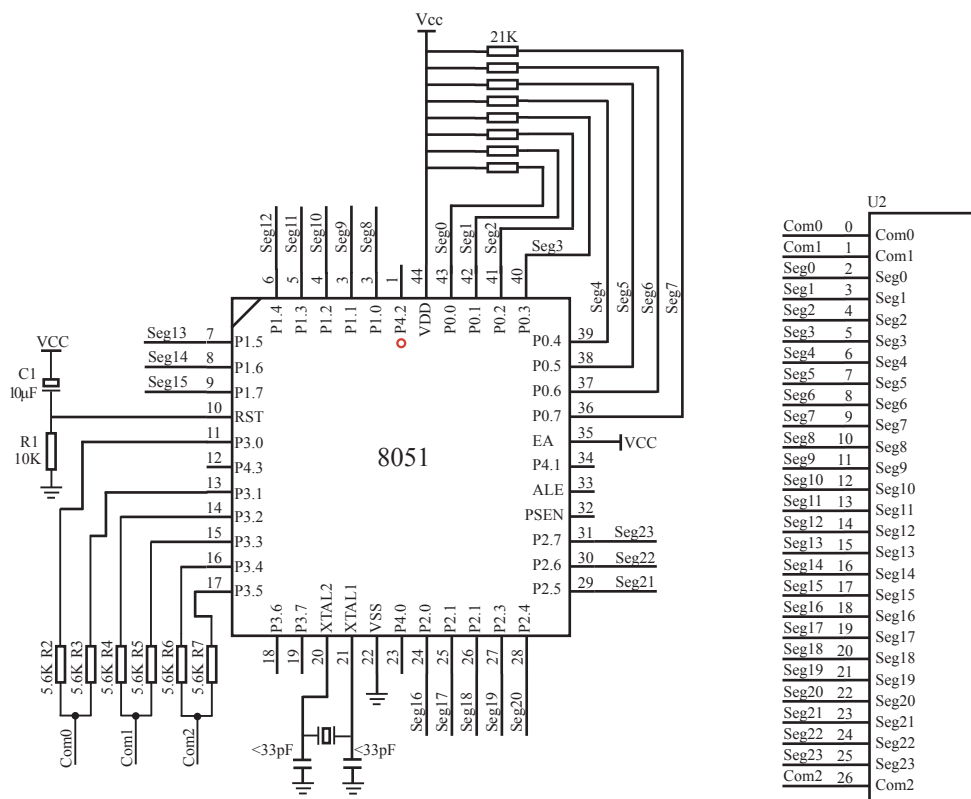 Vcc
21K
Seg12
Seg11
Seg10
Seg9
Seg8
Seg0
Seg1
Seg2
Seg3
Seg4
Seg5
Seg6
Seg7
6
5
4
3
3
1
44
43
42
41
40
P1.4
P1.3
P1.2
P1.1
P1.0
P4.2
VDD
P0.0
P0.1
P0.2
P0.3
Seg13 7 P1.5
Seg14 8 P1.6
Seg15 9 P1.7
10 RST
11 P3.0
12 P4.3
13 P3.1
14 P3.2
15 P3.3
16 P3.4
17 P3.5
VCC
C1
10μF
R1
10K
8051
P0.4 39
P0.5 38
P0.6 37
P0.7 36
EA 35 VCC
P4.1 34
ALE 33
PSEN 32
P2.7 31 Seg23
P2.6 30 Seg22
P2.5 29 Seg21
P3.6
P3.7
XTAL2
XTAL1
VSS
P4.0
P2.0
P2.1
P2.1
P2.3
P2.4
18
19
20
21
22
23
24
25
26
27
28
Seg16
Seg17
Seg18
Seg19
Seg20
5.6K R2
5.6K R3
5.6K R4
5.6K R5
5.6K R6
5.6K R7
Com0
Com1
Com2
<33pF
<33pF
U2
Com0 0 Com0
Com1 1 Com1
Seg0 2 Seg0
Seg1 3 Seg1
Seg2 4 Seg2
Seg3 5 Seg3
Seg4 6 Seg4
Seg5 7 Seg5
Seg6 8 Seg6
Seg7 9 Seg7
Seg8 10 Seg8
Seg9 11 Seg9
Seg10 12 Seg10
Seg11 13 Seg11
Seg12 14 Seg12
Seg13 15 Seg13
Seg14 16 Seg14
Seg15 17 Seg15
Seg16 18 Seg16
Seg17 19 Seg17
Seg18 20 Seg18
Seg19 21 Seg19
Seg20 22 Seg20
Seg21 23 Seg21
Seg22 24 Seg22
Seg23 25 Seg23
Com2 26 Com2